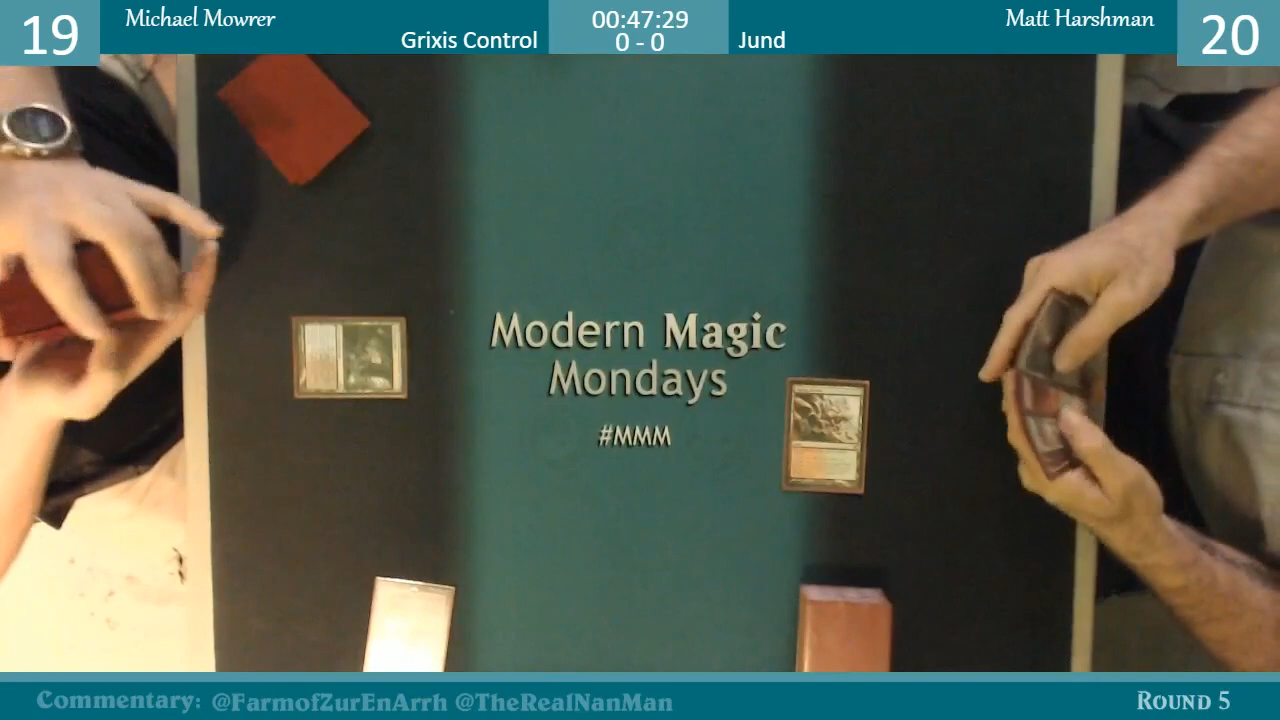 19
Michael Mowrer
Grixis Control
00:47:29
0 - 0
Matt Harshman
Jund
20
Modern Magic
Mondays
#MMM
Commentary: @FarmofZurEnArrh @TheRealNanMan
Round 5